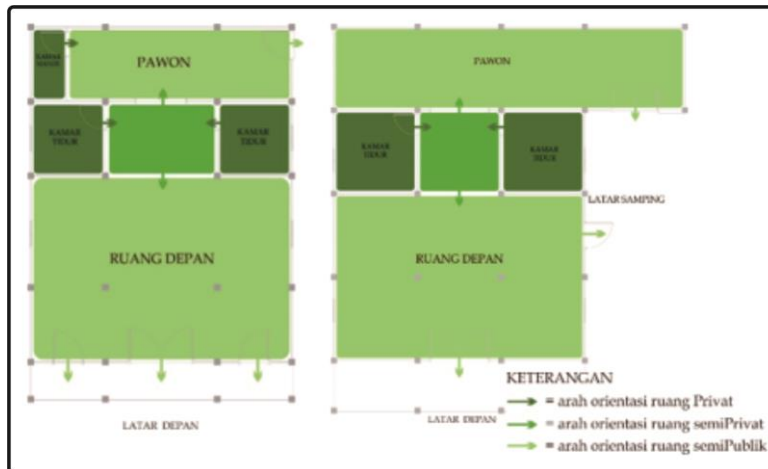 PAWON
KAMAR
TIDUR
KAMAR
TIDUR
RUANG DEPAN
LATAR DEPAN
PAWON
KAMAR
TIDUR
KAMAR
TIDUR
LATAR SAMPING
RUANG DEPAN
LATAR DEPAN
KETERANGAN
= arah orientasi ruang Privat
= arah orientasi ruang semiPrivat
= arah orientasi ruang semiPublik